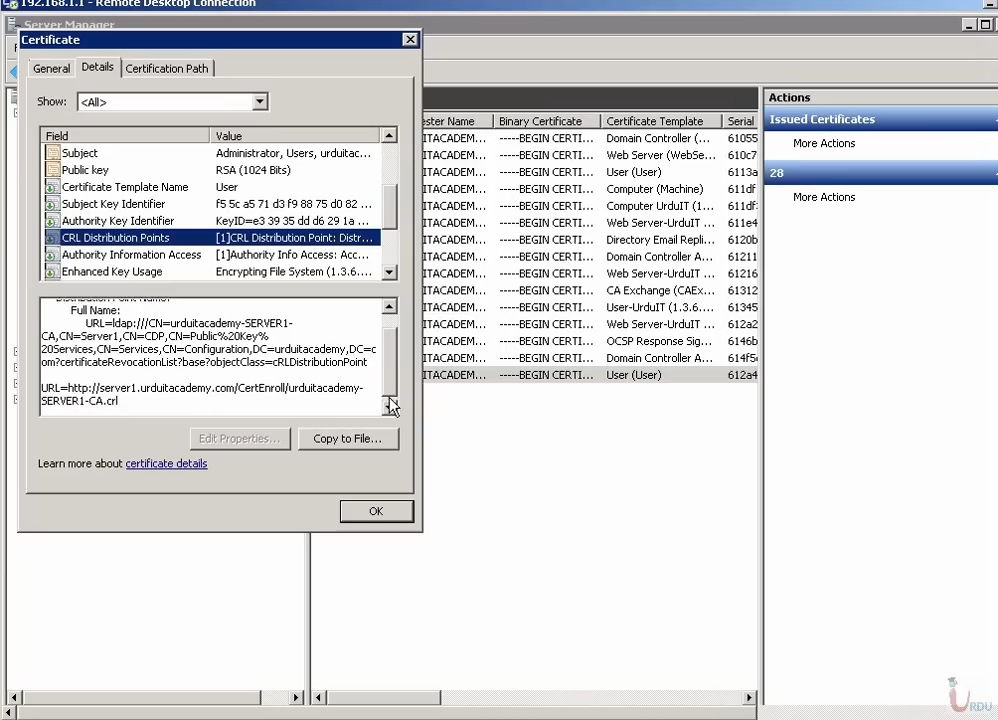 192.168.1.1 - Remote Desktop Connection
Server Manager
Certificate
General
Details
Certification Path
Show:
<All>
Field
Value
Subject
Administrator, Users, urduitac...
Public key
RSA (1024 Bits)
Certificate Template Name
User
Subject Key Identifier
f5 5c a5 71 d3 f9 88 75 d0 82 ...
Authority Key Identifier
KeyID=e3 39 35 dd d6 29 1a ...
CRL Distribution Points
[1]CRL Distribution Point: Distr...
Authority Information Access
[1]Authority Info Access: Acc...
Enhanced Key Usage
Encrypting File System (1.3.6....
Distribution Point Name:
Full Name:
URL=ldap:///CN=urduitacademy-SERVER1-
CA,CN=Server1,CN=CDP,CN=Public%20Key%
20Services,CN=Services,CN=Configuration,DC=urduitacademy,DC=c
om?certificateRevocationList?base?objectClass=cRLDistributionPoint
URL=http://server1.urduitacademy.com/CertEnroll/urduitacademy-
SERVER1-CA.crl
Edit Properties...
Copy to File...
Learn more about certificate details
OK
ester Name
Binary Certificate
Certificate Template
Serial
ITACADEM...
-----BEGIN CERTI...
Domain Controller (...
61055
ITACADEM...
-----BEGIN CERTI...
Web Server (WebSe...
610c7
ITACADEM...
-----BEGIN CERTI...
User (User)
6113a
ITACADEM...
-----BEGIN CERTI...
Computer (Machine)
611df
ITACADEM...
-----BEGIN CERTI...
Computer UrduIT (1...
611df
ITACADEM...
-----BEGIN CERTI...
Web Server-UrduIT ...
611e4
ITACADEM...
-----BEGIN CERTI...
Directory Email Repli...
6120b
ITACADEM...
-----BEGIN CERTI...
Domain Controller A...
61211
ITACADEM...
-----BEGIN CERTI...
Web Server-UrduIT ...
61216
ITACADEM...
-----BEGIN CERTI...
CA Exchange (CAEx...
61312
ITACADEM...
-----BEGIN CERTI...
User-UrduIT (1.3.6....
61345
ITACADEM...
-----BEGIN CERTI...
Web Server-UrduIT ...
612a2
ITACADEM...
-----BEGIN CERTI...
OCSP Response Sig...
6146b
ITACADEM...
-----BEGIN CERTI...
Domain Controller A...
614f5
ITACADEM...
-----BEGIN CERTI...
User (User)
612a4
Actions
Issued Certificates
More Actions
28
More Actions
URDU